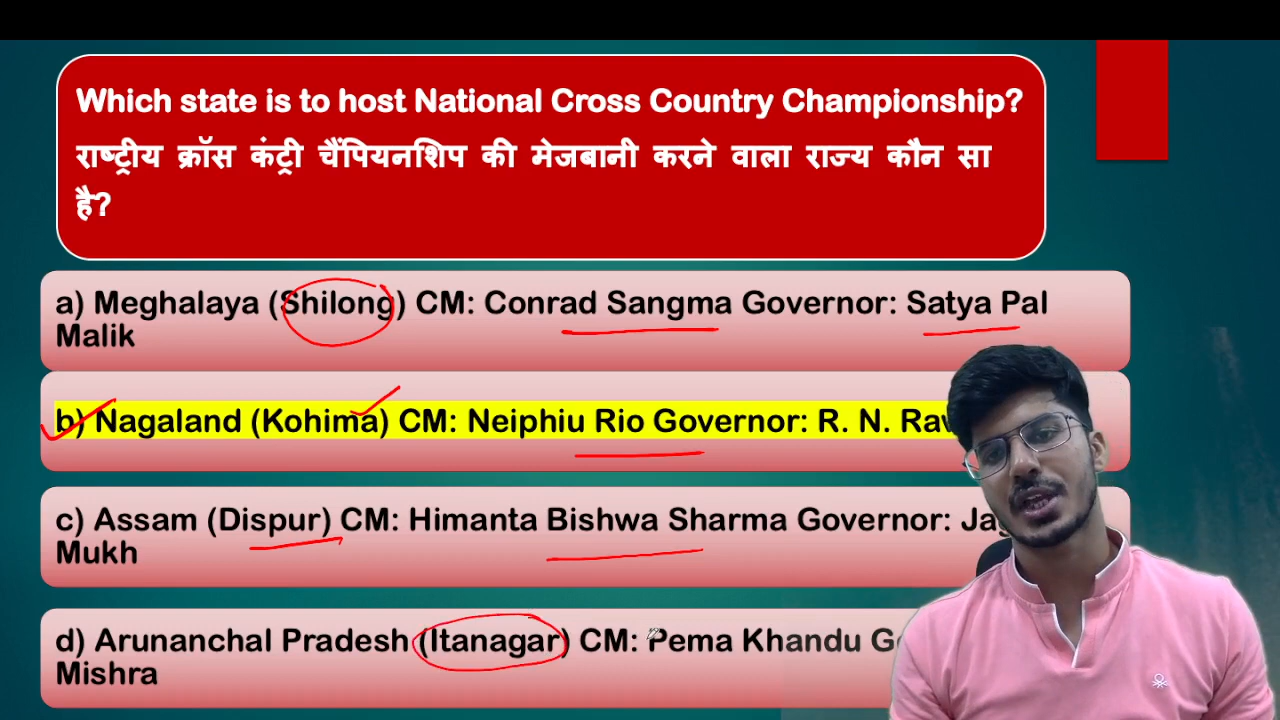 Which state is to host National Cross Country Championship?
राष्ट्रीय क्रॉस कंट्री चैंपियनशिप की मेजबानी करने वाला राज्य कौन सा
है?
a) Meghalaya (Shilong) CM: Conrad Sangma Governor: Satya Pal
Malik
b) Nagaland (Kohima) CM: Neiphiu Rio Governor: R. N.
c) Assam (Dispur) CM: Himanta Bishwa Sharma Governor:
Mukh
d) Arunanchal Pradesh (Itanagar) CM: Pema Khandu
Mishra